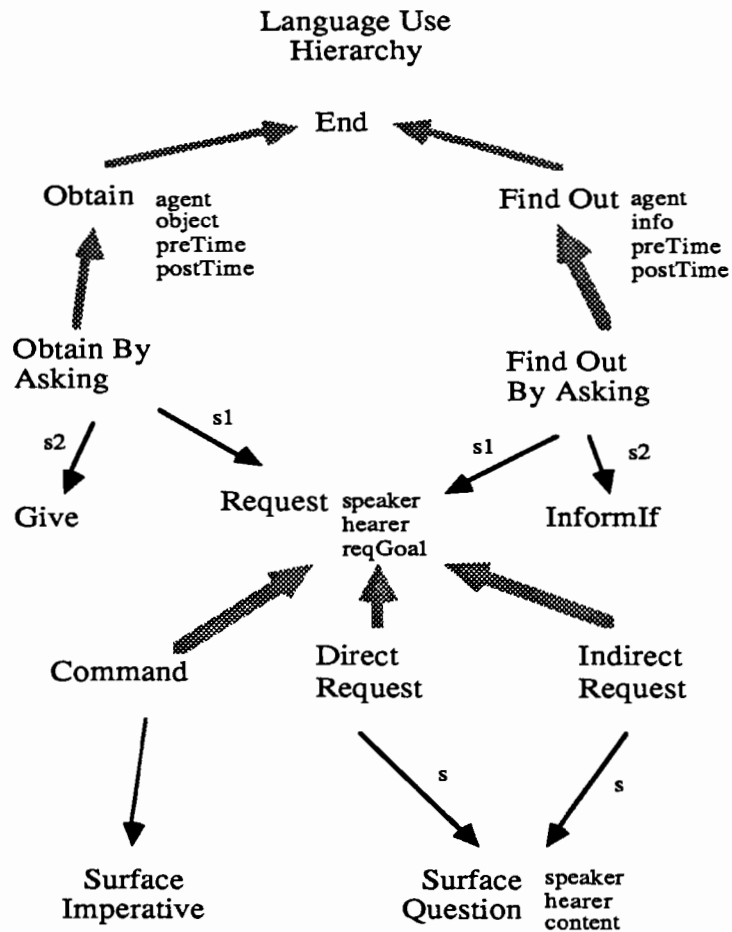 Language Use
Hierarchy
End
Obtain
agent
object
preTime
postTime
Find Out
agent
info
preTime
postTime
Obtain By
Asking
Find Out
By Asking
s2
s1
s1
s2
Give
Request
speaker
hearer
reqGoal
InformIf
Command
Direct
Request
Indirect
Request
s
s
Surface
Imperative
Surface
Question
speaker
hearer
content